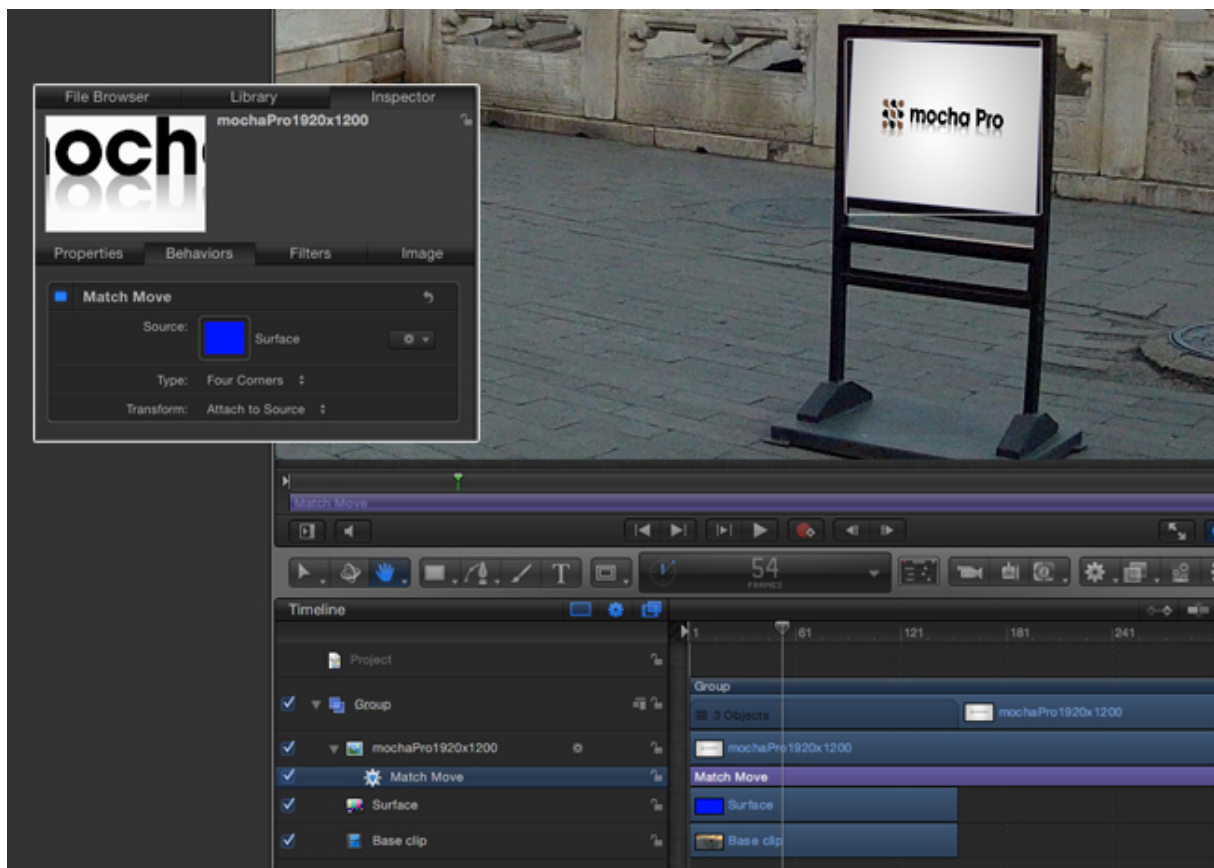 File Browser Library Inspector
mochaPro1920x1200
och
Properties Behaviors Filters Image
Match Move
Source: Surface
Type: Four Corners
Transform: Attach to Source
mocha Pro
Match Move
T
54
FRAMES
Timeline
1 61 121 181 241
Project
Group
Group
3 Objects mochaPro1920x1200
mochaPro1920x1200
mochaPro1920x1200
Match Move
Match Move
Surface
Surface
Base clip
Base clip